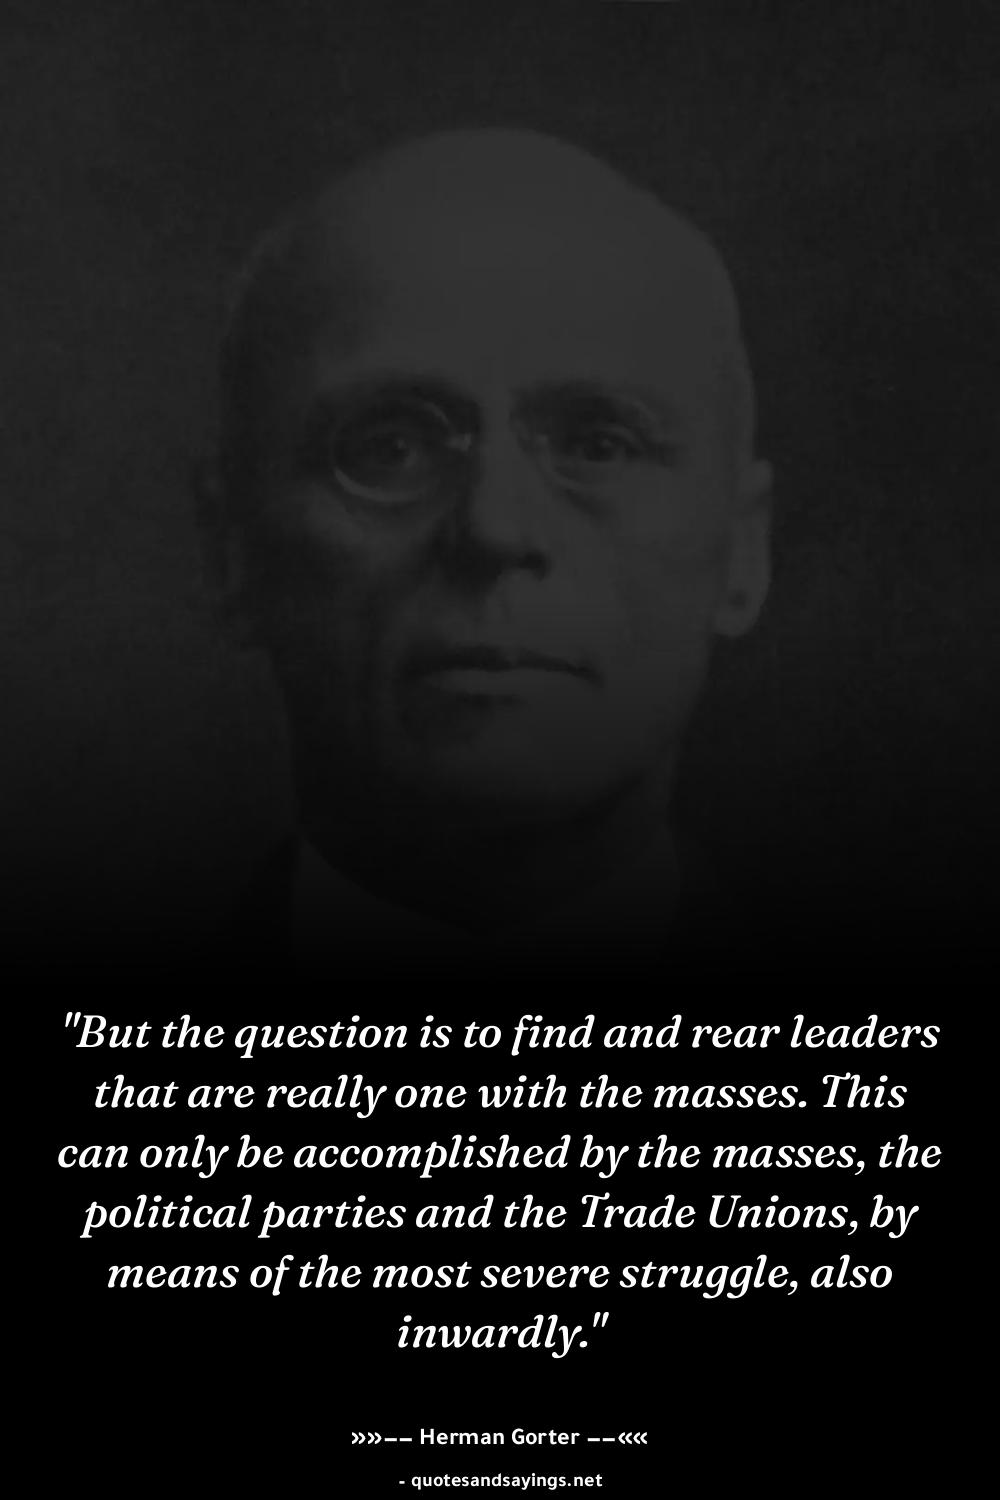 "But the question is to find and rear leaders
that are really one with the masses. This
can only be accomplished by the masses, the
political parties and the Trade Unions, by
means of the most severe struggle, also
inwardly."
»»–– Herman Gorter ––««
- quotesandsayings.net